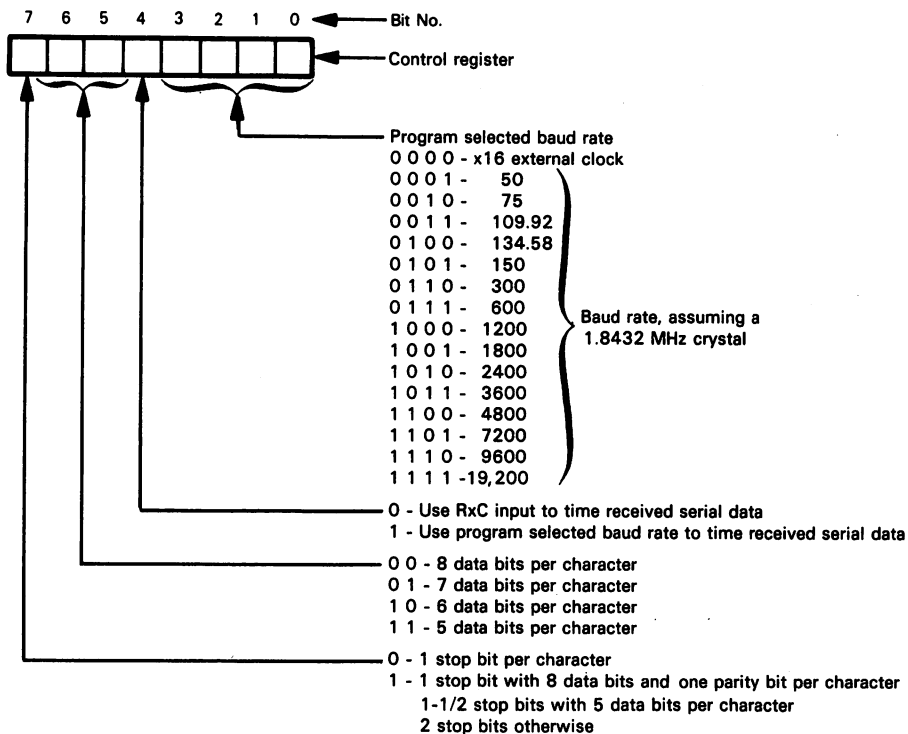 7 6 5 4 3 2 1 0 Bit No.
Control register
Program selected baud rate
0 0 0 0 - x16 external clock
0 0 0 1 - 50
0 0 1 0 - 75
0 0 1 1 - 109.92
0 1 0 0 - 134.58
0 1 0 1 - 150
0 1 1 0 - 300
0 1 1 1 - 600
1 0 0 0 - 1200
1 0 0 1 - 1800
1 0 1 0 - 2400
1 0 1 1 - 3600
1 1 0 0 - 4800
1 1 0 1 - 7200
1 1 1 0 - 9600
1 1 1 1 -19,200
Baud rate, assuming a
1.8432 MHz crystal
0 - Use RxC input to time received serial data
1 - Use program selected baud rate to time received serial data
0 0 - 8 data bits per character
0 1 - 7 data bits per character
1 0 - 6 data bits per character
1 1 - 5 data bits per character
0 - 1 stop bit per character
1 - 1 stop bit with 8 data bits and one parity bit per character
1-1/2 stop bits with 5 data bits per character
2 stop bits otherwise